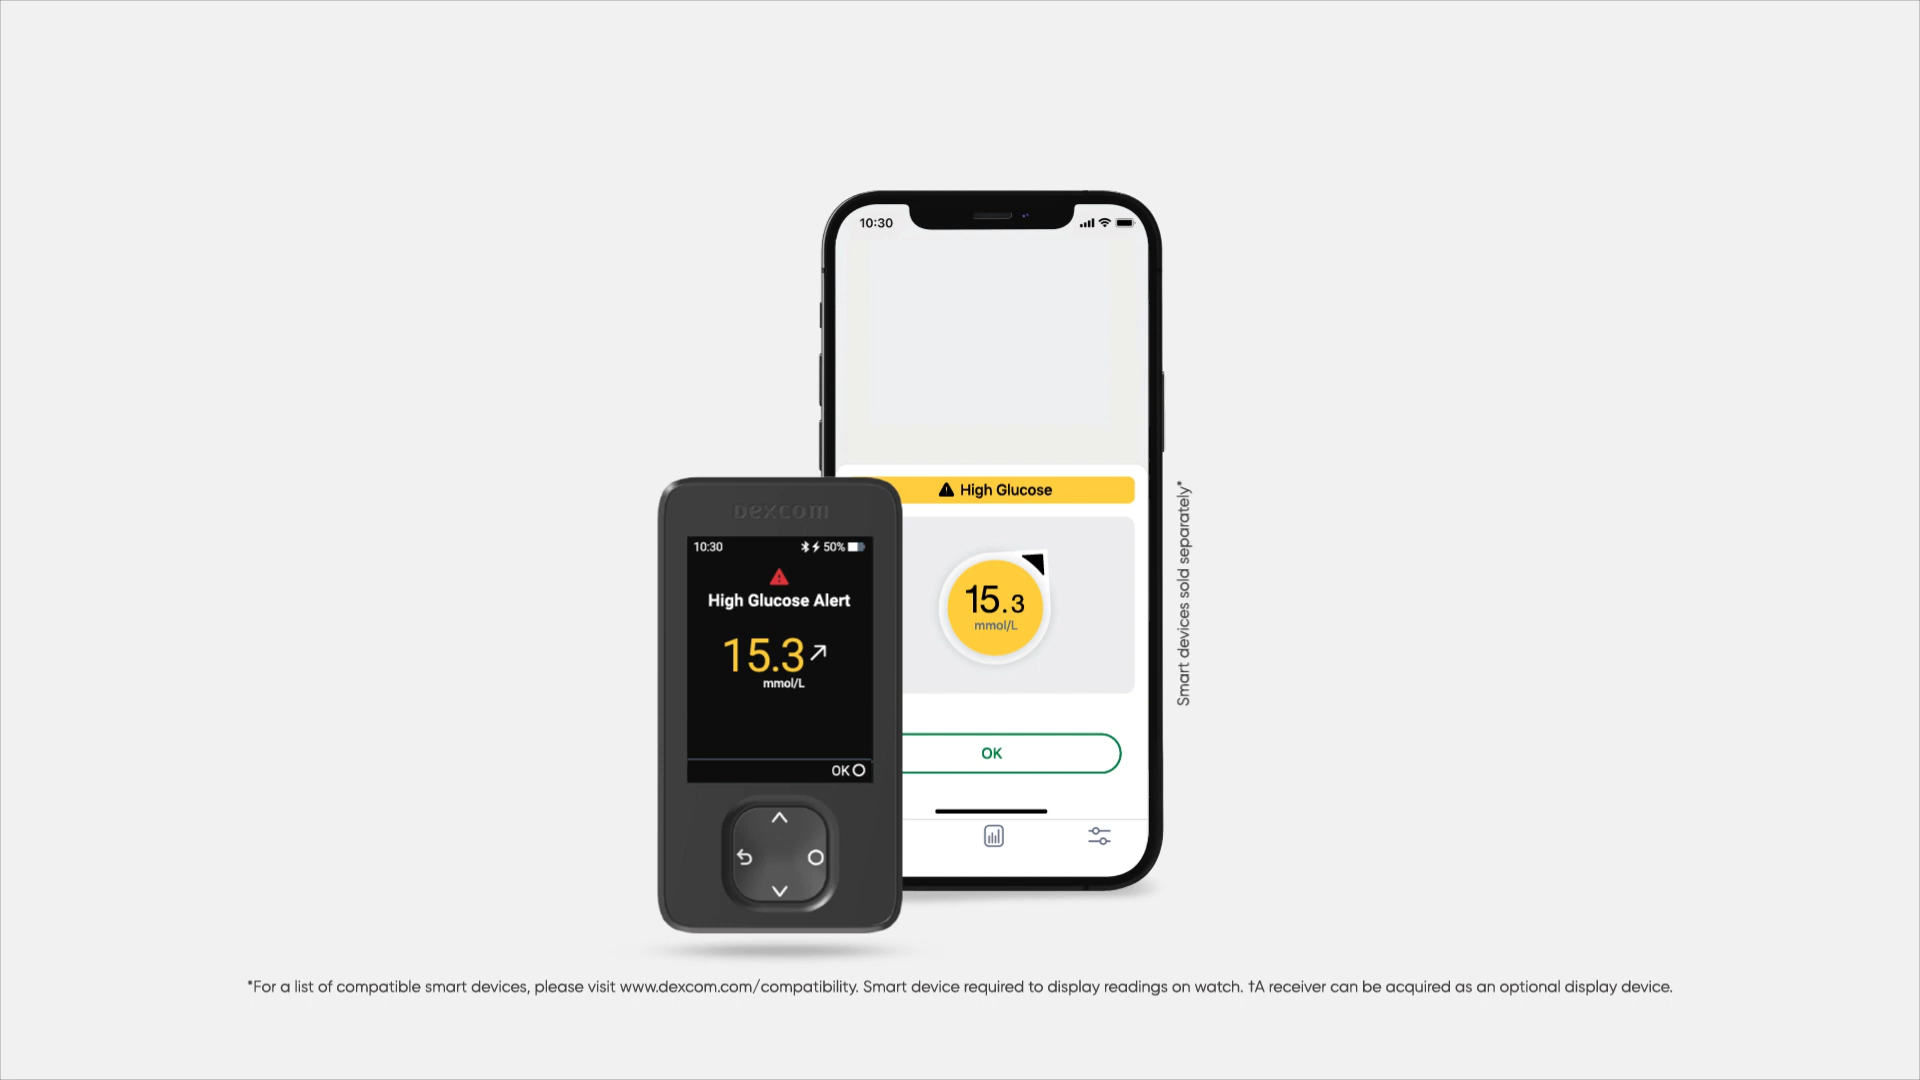 10:30
High Glucose
15.3
mmol/L
OK
Smart devices sold separately*
Dexcom
10:30 50%
High Glucose Alert
15.3
mmol/L
OK
*For a list of compatible smart devices, please visit www.dexcom.com/compatibility. Smart device required to display readings on watch. †A receiver can be acquired as an optional display device.